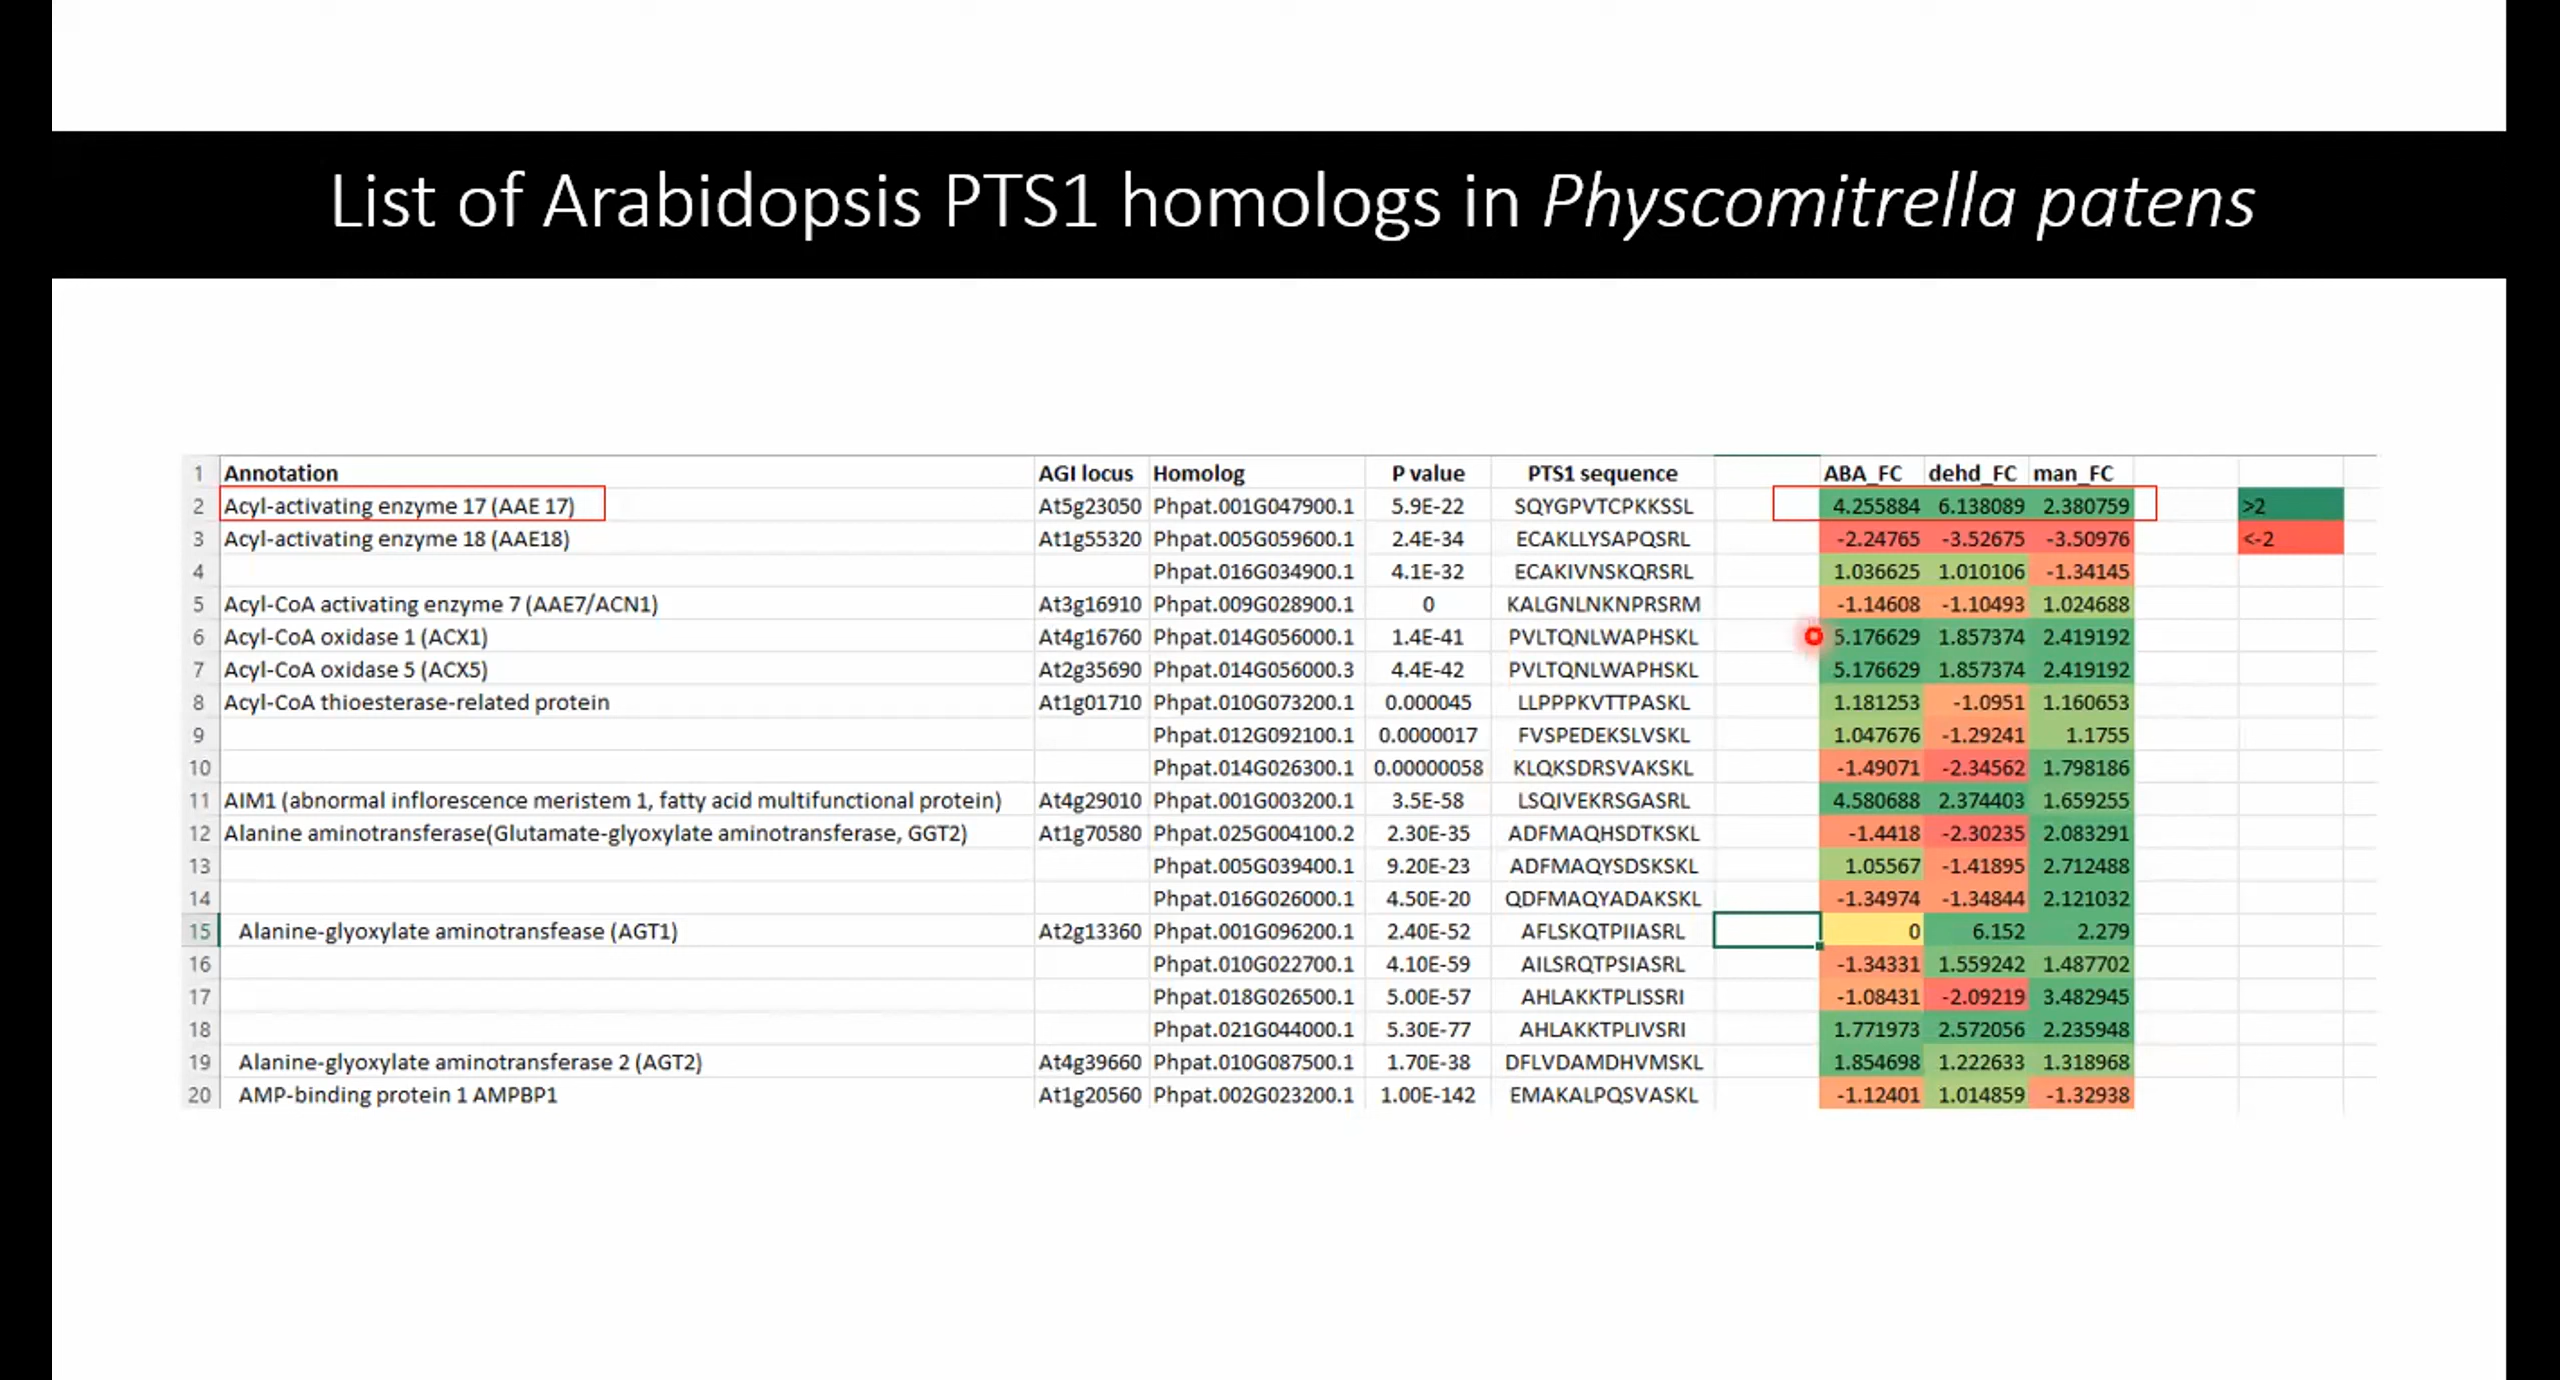 List of Arabidopsis PTS1 homologs in Physcomitrella patens
1 Annotation AGI locus Homolog P value PTS1 sequence ABA_FC dehd_FC man_FC
2 Acyl-activating enzyme 17 (AAE 17) At5g23050 Phpat.001G047900.1 5.9E-22 SQYGPVTCPKKSSL 4.255884 6.138089 2.380759 >2
3 Acyl-activating enzyme 18 (AAE18) At1g55320 Phpat.005G059600.1 2.4E-34 ECAKLLYSAPQSRL -2.24765 -3.52675 -3.50976 <-2
4 Phpat.016G034900.1 4.1E-32 ECAKIVNSKQRSRL 1.036625 1.010106 -1.34145
5 Acyl-CoA activating enzyme 7 (AAE7/ACN1) At3g16910 Phpat.009G028900.1 0 KALGNLNKNPRSRM -1.14608 -1.10493 1.024688
6 Acyl-CoA oxidase 1 (ACX1) At4g16760 Phpat.014G056000.1 1.4E-41 PVLTQNLWAPHSKL 5.176629 1.857374 2.419192
7 Acyl-CoA oxidase 5 (ACX5) At2g35690 Phpat.014G056000.3 4.4E-42 PVLTQNLWAPHSKL 5.176629 1.857374 2.419192
8 Acyl-CoA thioesterase-related protein At1g01710 Phpat.010G073200.1 0.000045 LLPPPKVTTPASKL 1.181253 -1.0951 1.160653
9 Phpat.012G092100.1 0.0000017 FVSPEDEKSLVSKL 1.047676 -1.29241 1.1755
10 Phpat.014G026300.1 0.00000058 KLQKSDRSVAKSKL -1.49071 -2.34562 1.798186
11 AIM1 (abnormal inflorescence meristem 1, fatty acid multifunctional protein) At4g29010 Phpat.001G003200.1 3.5E-58 LSQIVEKRSGASRL 4.580688 2.374403 1.659255
12 Alanine aminotransferase(Glutamate-glyoxylate aminotransferase, GGT2) At1g70580 Phpat.025G004100.2 2.30E-35 ADFMAQHSDTKSKL -1.4418 -2.30235 2.083291
13 Phpat.005G039400.1 9.20E-23 ADFMAQYSDSKSKL 1.05567 -1.41895 2.712488
14 Phpat.016G026000.1 4.50E-20 QDFMAQYADAKSKL -1.34974 -1.34844 2.121032
15 Alanine-glyoxylate aminotransfease (AGT1) At2g13360 Phpat.001G096200.1 2.40E-52 AFLSKQTPIIASRL 0 6.152 2.279
16 Phpat.010G022700.1 4.10E-59 AILSRQTPSIASRL -1.34331 1.559242 1.487702
17 Phpat.018G026500.1 5.00E-57 AHLAKKTPLISSRI -1.08431 -2.09219 3.482945
18 Phpat.021G044000.1 5.30E-77 AHLAKKTPLIVSRI 1.771973 2.572056 2.235948
19 Alanine-glyoxylate aminotransferase 2 (AGT2) At4g39660 Phpat.010G087500.1 1.70E-38 DFLVDAMDHVMSKL 1.854698 1.222633 1.318968
20 AMP-binding protein 1 AMPBP1 At1g20560 Phpat.002G023200.1 1.00E-142 EMAKALPQSVASKL -1.12401 1.014859 -1.32938